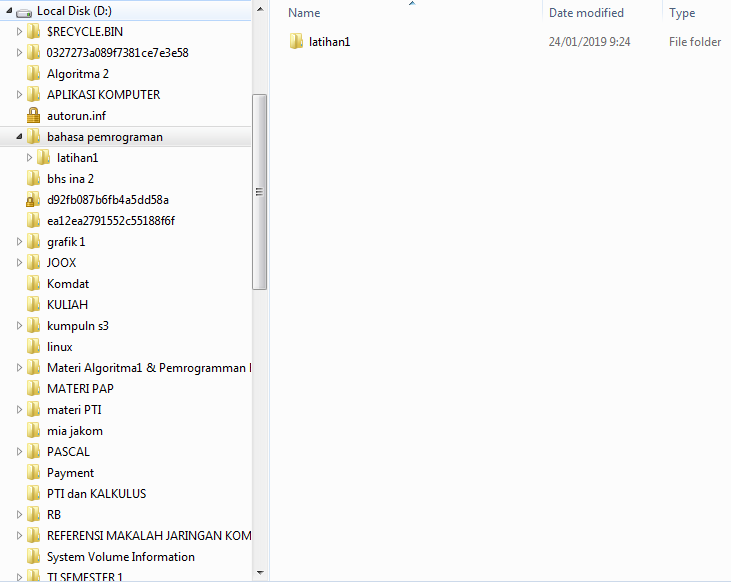 Local Disk (D:)
$RECYCLE.BIN
0327273a089f7381ce7e3e58
Algoritma 2
APLIKASI KOMPUTER
autorun.inf
bahasa pemrograman
latihan1
bhs ina 2
d92fb087b6fb4a5dd58a
ea12ea2791552c55188f6f
grafik 1
JOOX
Komdat
KULIAH
kumpuln s3
linux
Materi Algoritma1 & Pemrogramman
MATERI PAP
materi PTI
mia jakom
PASCAL
Payment
PTI dan KALKULUS
RB
REFERENSI MAKALAH JARINGAN KOM
System Volume Information
TI SEMESTER 1
Name Date modified Type
latihan1 24/01/2019 9:24 File folder